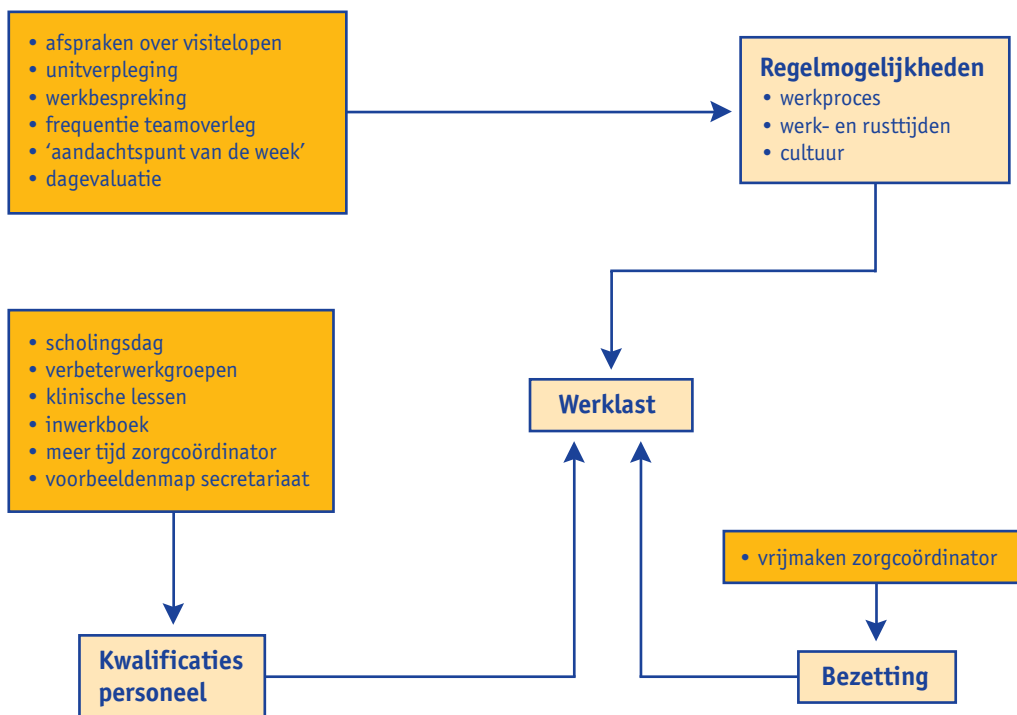 • afspraken over visitelopen
• unitverpleging
• werkbespreking
• frequentie teamoverleg
• ‘aandachtspunt van de week’
• dagevaluatie
Regelmogelijkheden
• werkproces
• werk- en rusttijden
• cultuur
• scholingsdag
• verbeterwerkgroepen
• klinische lessen
• inwerkboek
• meer tijd zorgcoördinator
• voorbeeldenmap secretariaat
Werklast
• vrijmaken zorgcoördinator
Kwalificaties
personeel
Bezetting